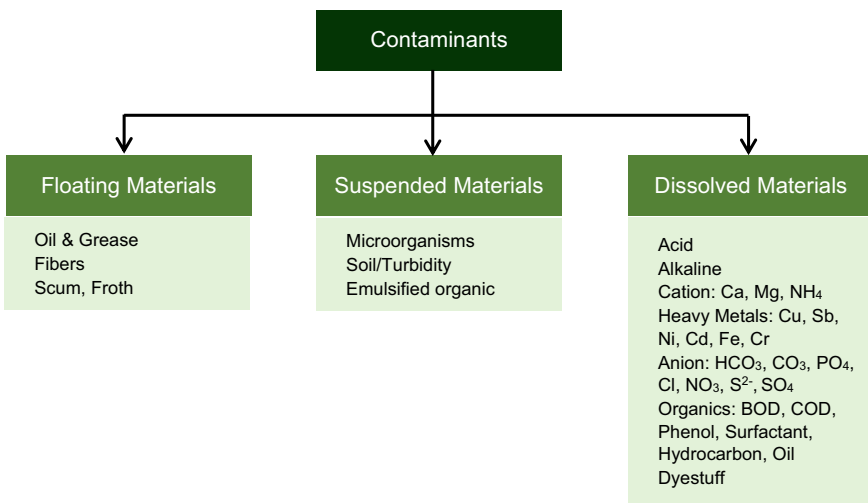 Contaminants
Floating Materials
Oil & Grease
Fibers
Scum, Froth
Suspended Materials
Microorganisms
Soil/Turbidity
Emulsified organic
Dissolved Materials
Acid
Alkaline
Cation: Ca, Mg, NH₄
Heavy Metals: Cu, Sb,
Ni, Cd, Fe, Cr
Anion: HCO₃, CO₃, PO₄,
Cl, NO₃, S²⁻, SO₄
Organics: BOD, COD,
Phenol, Surfactant,
Hydrocarbon, Oil
Dyestuff